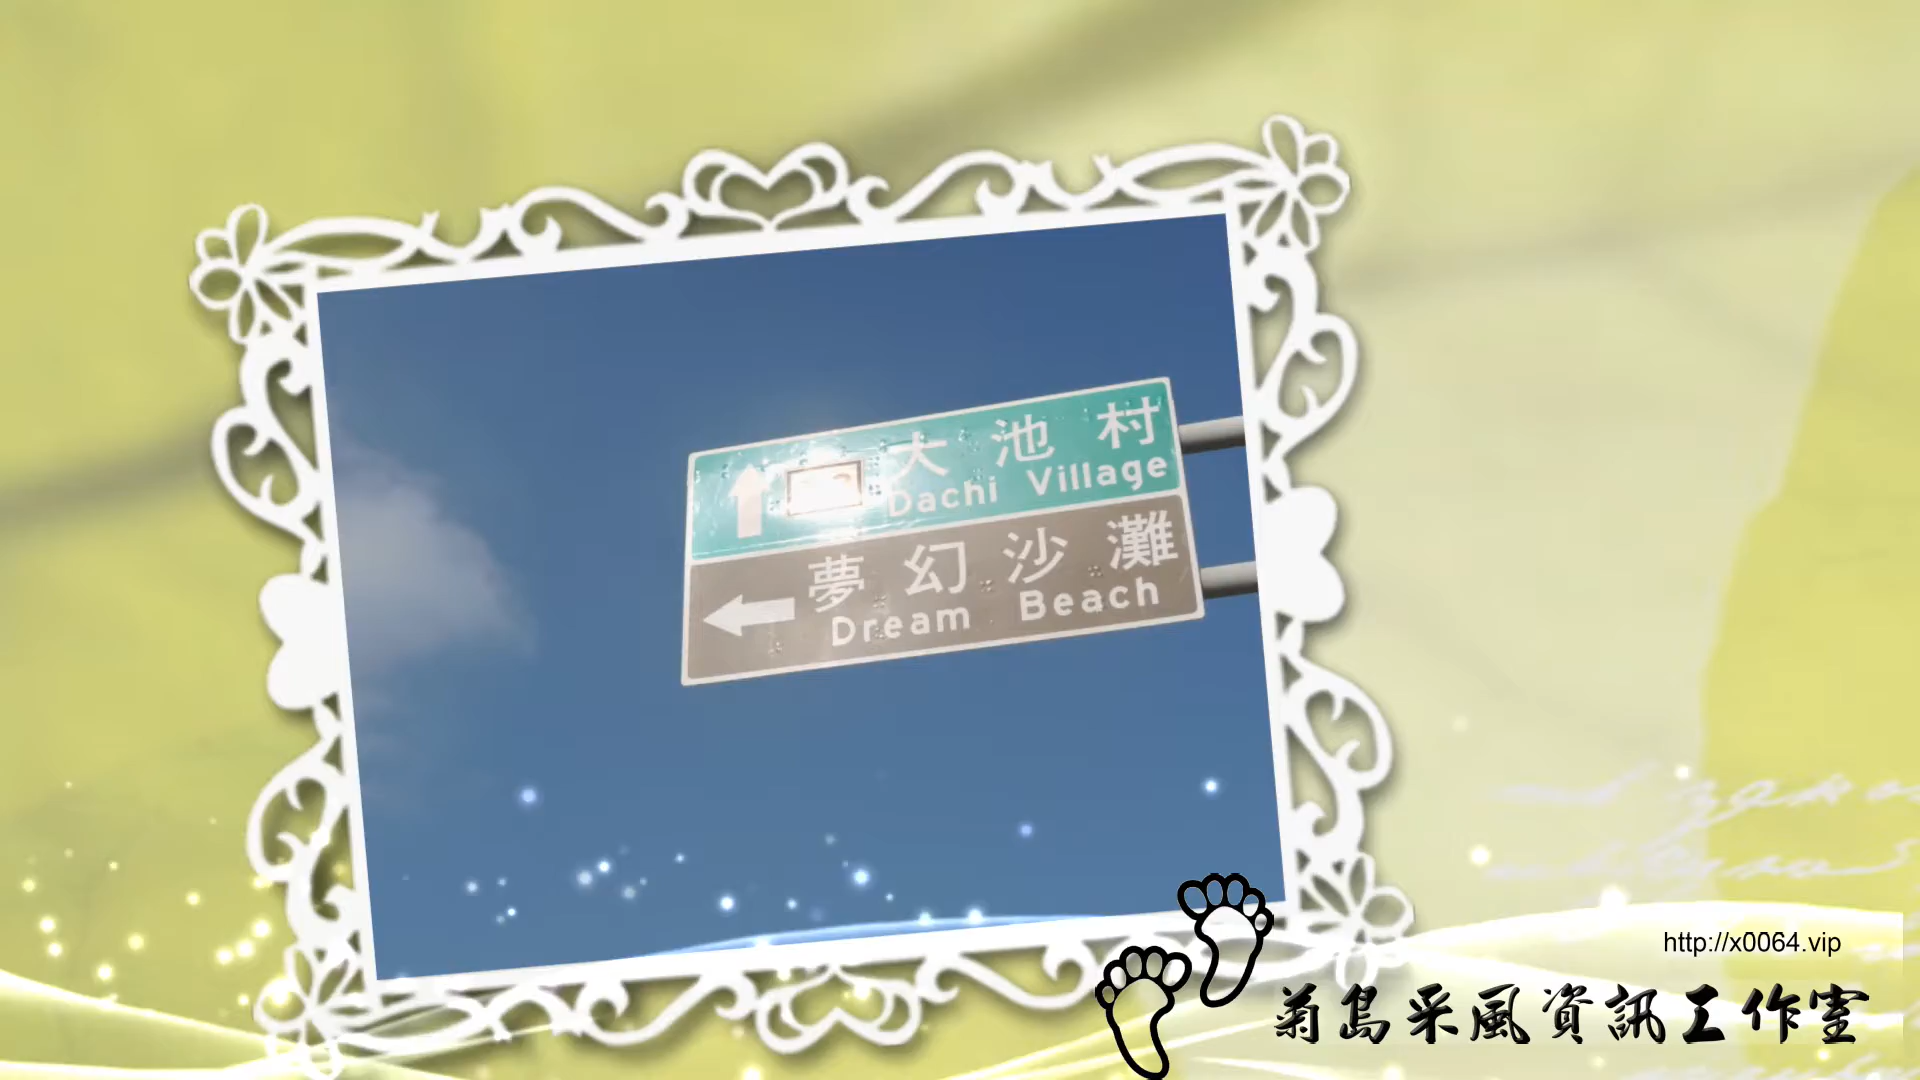 大池村
Dachi Village
夢幻沙灘
Dream Beach
http://x0064.vip
菊島采風資訊工作室